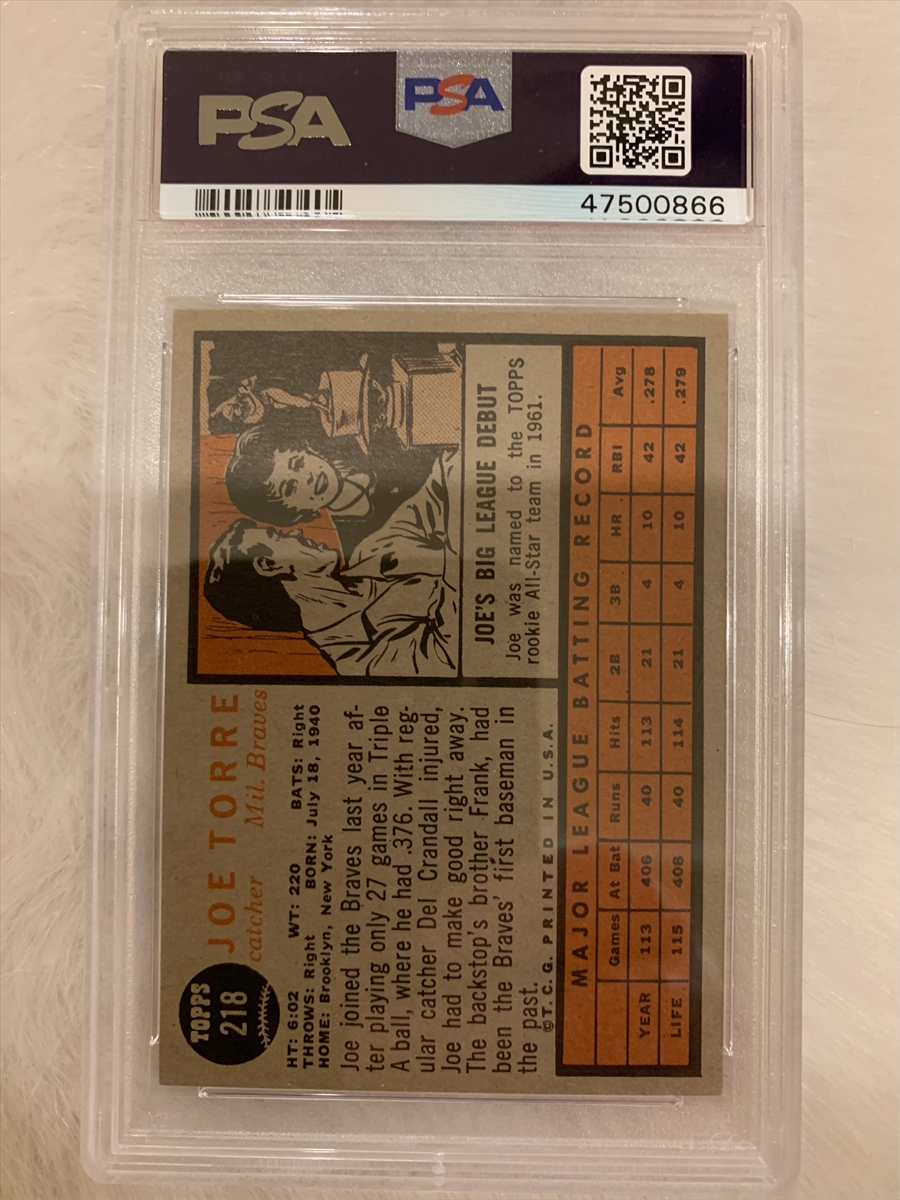 PSA
PSA
47500866
TOPPS
218
JOE TORRE
catcher Mil. Braves
HT: 6:02 WT: 220 BATS: Right
THROWS: Right BORN: July 18, 1940
HOME: Brooklyn, New York
Joe joined the Braves last year af-
ter playing only 27 games in Triple
A ball, where he had .376. With reg-
ular catcher Del Crandall injured,
Joe had to make good right away.
The backstop's brother Frank, had
been the Braves' first baseman in
the past.
©T. C. G. PRINTED IN U.S.A.
JOE'S BIG LEAGUE DEBUT
Joe was named to the TOPPS
rookie All-Star team in 1961.
MAJOR LEAGUE BATTING RECORD
Games At Bat Runs Hits 2B 3B HR RBI Avg
YEAR 113 406 40 113 21 4 10 42 .278
LIFE 115 408 40 114 21 4 10 42 .279